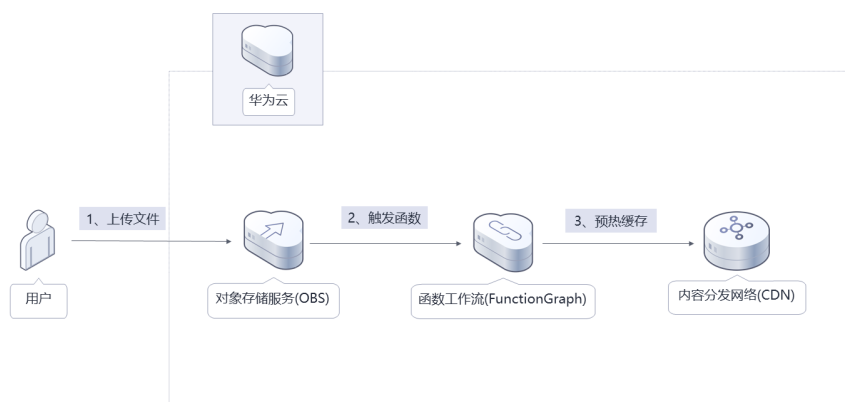 华为云
1、上传文件
2、触发函数
3、预热缓存
用户
对象存储服务(OBS)
函数工作流(FunctionGraph)
内容分发网络(CDN)